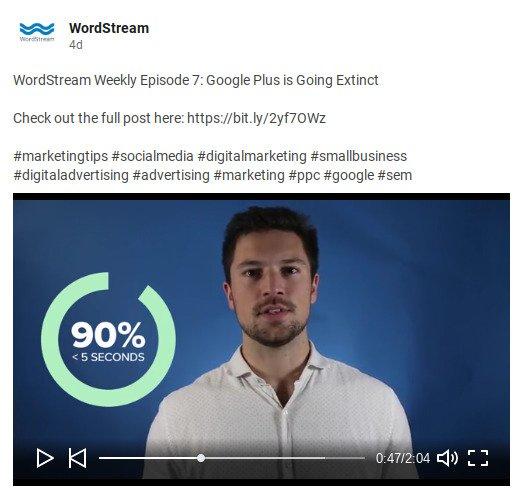 WordStream
WordStream
4d
WordStream Weekly Episode 7: Google Plus is Going Extinct
Check out the full post here: https://bit.ly/2yf7OWz
#marketingtips #socialmedia #digitalmarketing #smallbusiness
#digitaladvertising #advertising #marketing #ppc #google #sem
90%
< 5 SECONDS
0:47/2:04